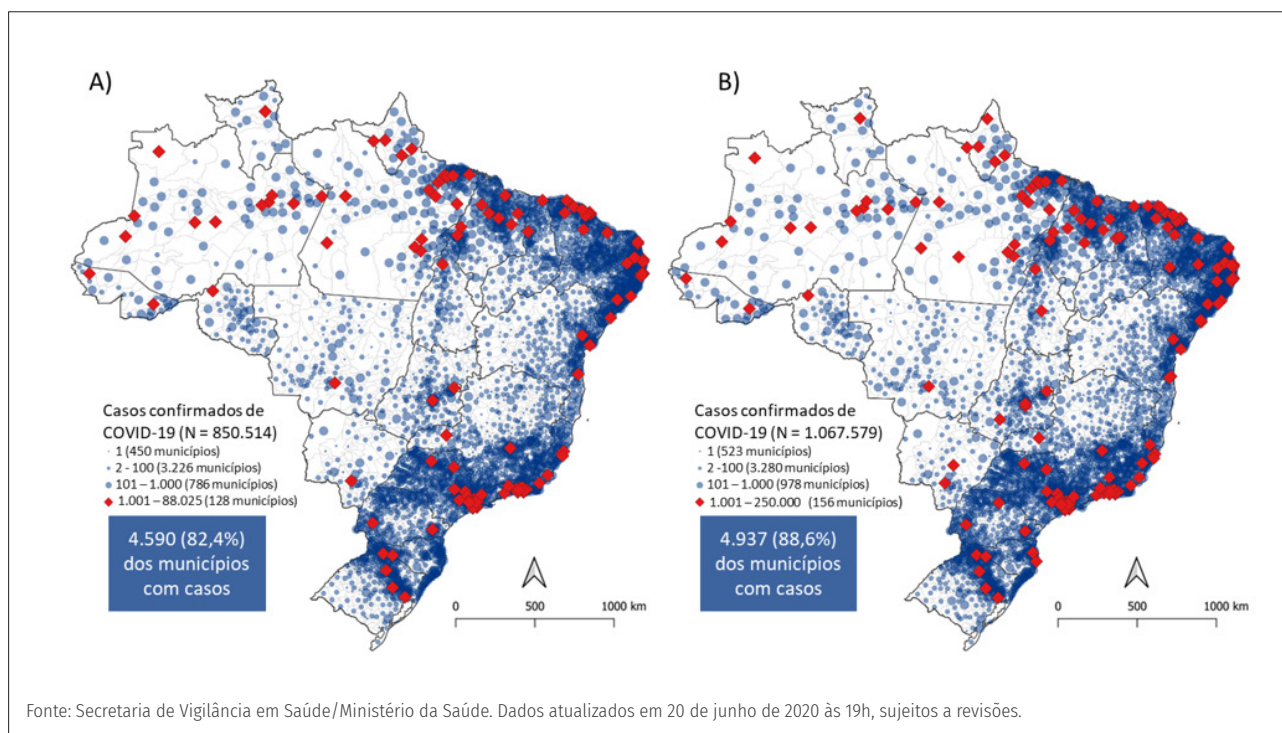 A)
Casos confirmados de
COVID-19 (N = 850.514)
1 (450 municípios)
2 - 100 (3.226 municípios)
101 – 1.000 (786 municípios)
1.001 – 88.025 (128 municípios)
4.590 (82,4%)
dos municípios
com casos
0 500 1000 km
B)
Casos confirmados de
COVID-19 (N = 1.067.579)
1 (523 municípios)
2 - 100 (3.280 municípios)
101 – 1.000 (978 municípios)
1.001 – 250.000 (156 municípios)
4.937 (88,6%)
dos municípios
com casos
0 500 1000 km
Fonte: Secretaria de Vigilância em Saúde/Ministério da Saúde. Dados atualizados em 20 de junho de 2020 às 19h, sujeitos a revisões.